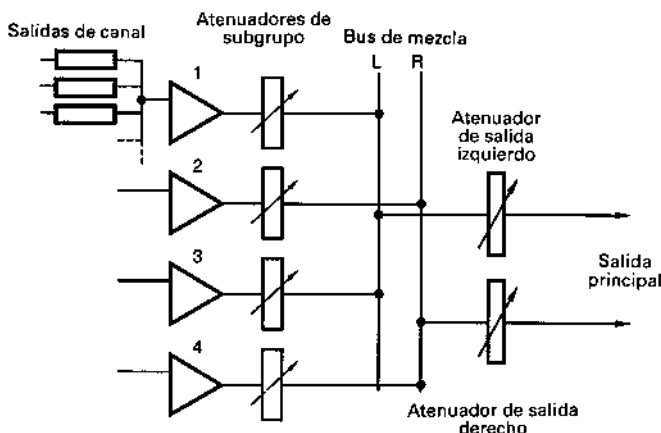 Salidas de canal
Atenuadores de
subgrupo
Bus de mezcla
L R
1
Atenuador
de salida
izquierdo
2
3
Salida
principal
4
Atenuador de salida
derecho